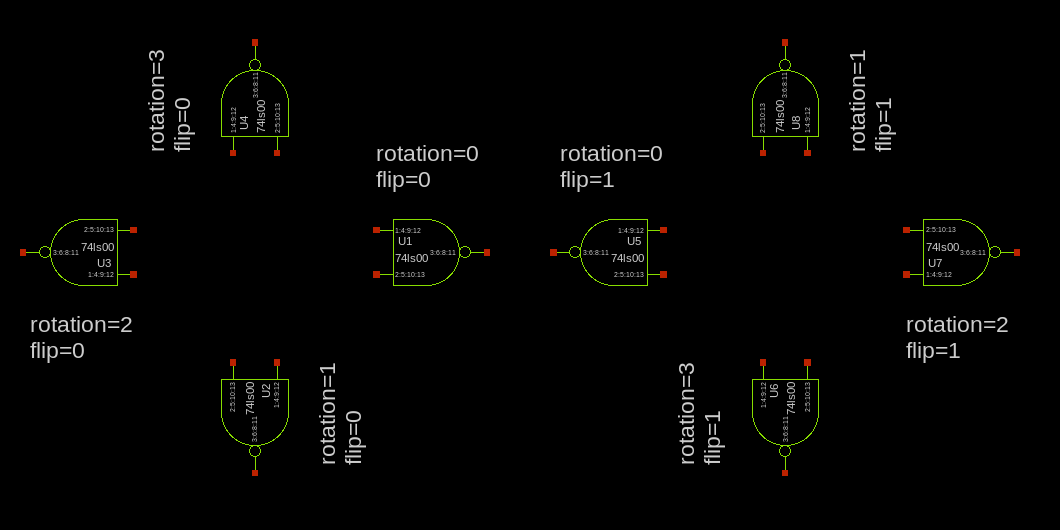 rotation=3
flip=0
3:6:8:11
1:4:9:12
U4
74ls00
2:5:10:13
3:6:8:11
2:5:10:13
74ls00
U8
1:4:9:12
rotation=1
flip=1
rotation=0
flip=0
rotation=0
flip=1
2:5:10:13
3:6:8:11
74ls00
U3
1:4:9:12
1:4:9:12
U1
3:6:8:11
74ls00
2:5:10:13
1:4:9:12
U5
3:6:8:11
74ls00
2:5:10:13
2:5:10:13
74ls00
3:6:8:11
U7
1:4:9:12
rotation=2
flip=0
rotation=2
flip=1
2:5:10:13
74ls00
U2
1:4:9:12
3:6:8:11
rotation=1
flip=0
rotation=3
flip=1
1:4:9:12
U6
74ls00
2:5:10:13
3:6:8:11